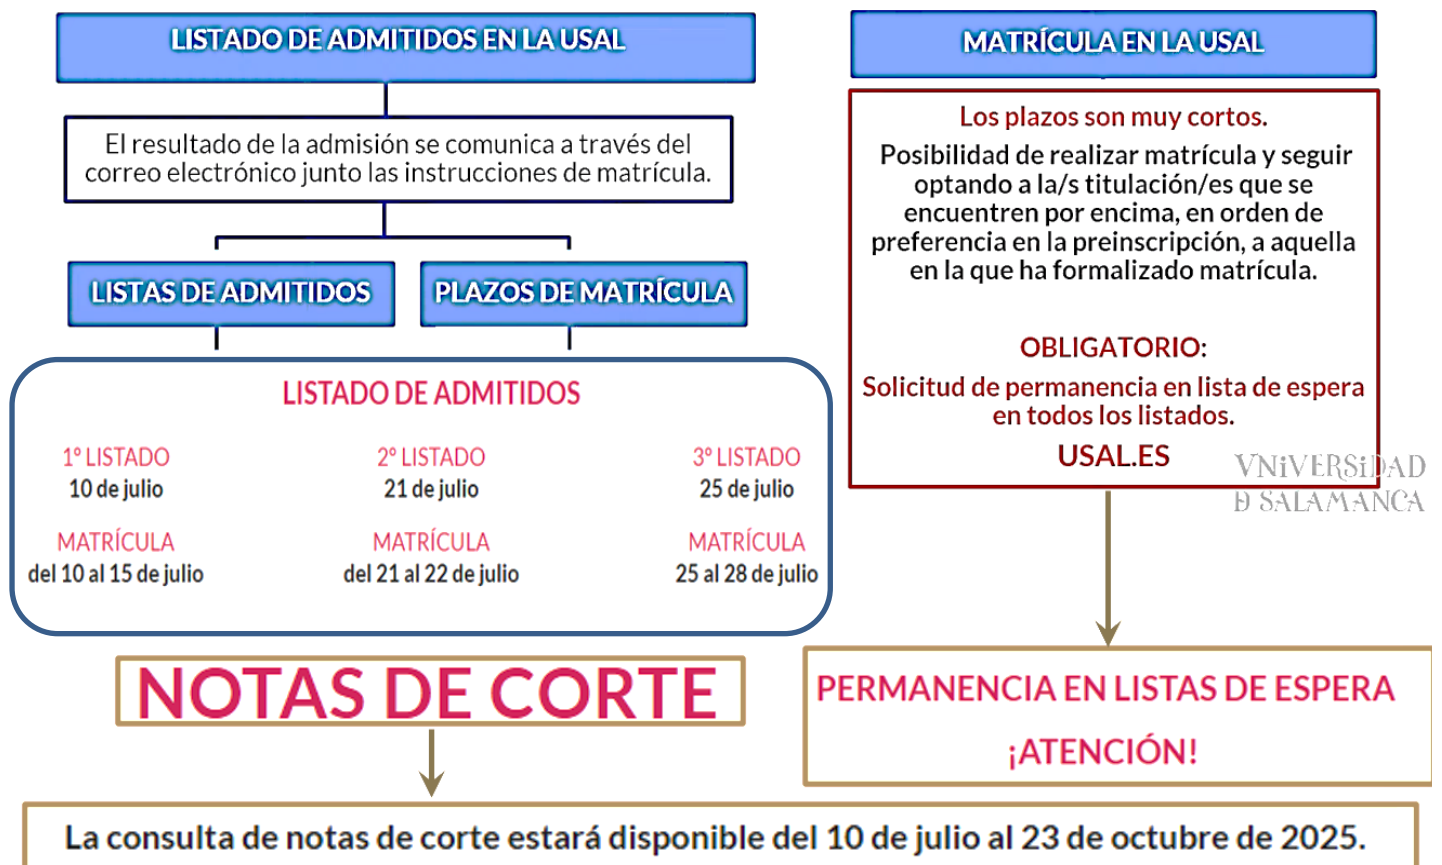 LISTADO DE ADMITIDOS EN LA USAL
El resultado de la admisión se comunica a través del
correo electrónico junto las instrucciones de matrícula.
LISTAS DE ADMITIDOS
PLAZOS DE MATRÍCULA
LISTADO DE ADMITIDOS
1º LISTADO
10 de julio
2º LISTADO
21 de julio
3º LISTADO
25 de julio
MATRÍCULA
del 10 al 15 de julio
MATRÍCULA
del 21 al 22 de julio
MATRÍCULA
25 al 28 de julio
MATRÍCULA EN LA USAL
Los plazos son muy cortos.
Posibilidad de realizar matrícula y seguir
optando a la/s titulación/es que se
encuentren por encima, en orden de
preferencia en la preinscripción, a aquella
en la que ha formalizado matrícula.
OBLIGATORIO:
Solicitud de permanencia en lista de espera
en todos los listados.
USAL.ES
VNiVERSiDAD
Ð SALAMANCA
NOTAS DE CORTE
PERMANENCIA EN LISTAS DE ESPERA
¡ATENCIÓN!
La consulta de notas de corte estará disponible del 10 de julio al 23 de octubre de 2025.